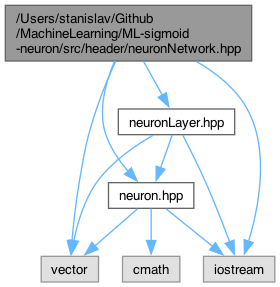 /Users/stanislav/Github
/MachineLearning/ML-sigmoid
-neuron/src/header/neuronNetwork.hpp
neuronLayer.hpp
neuron.hpp
vector
cmath
iostream